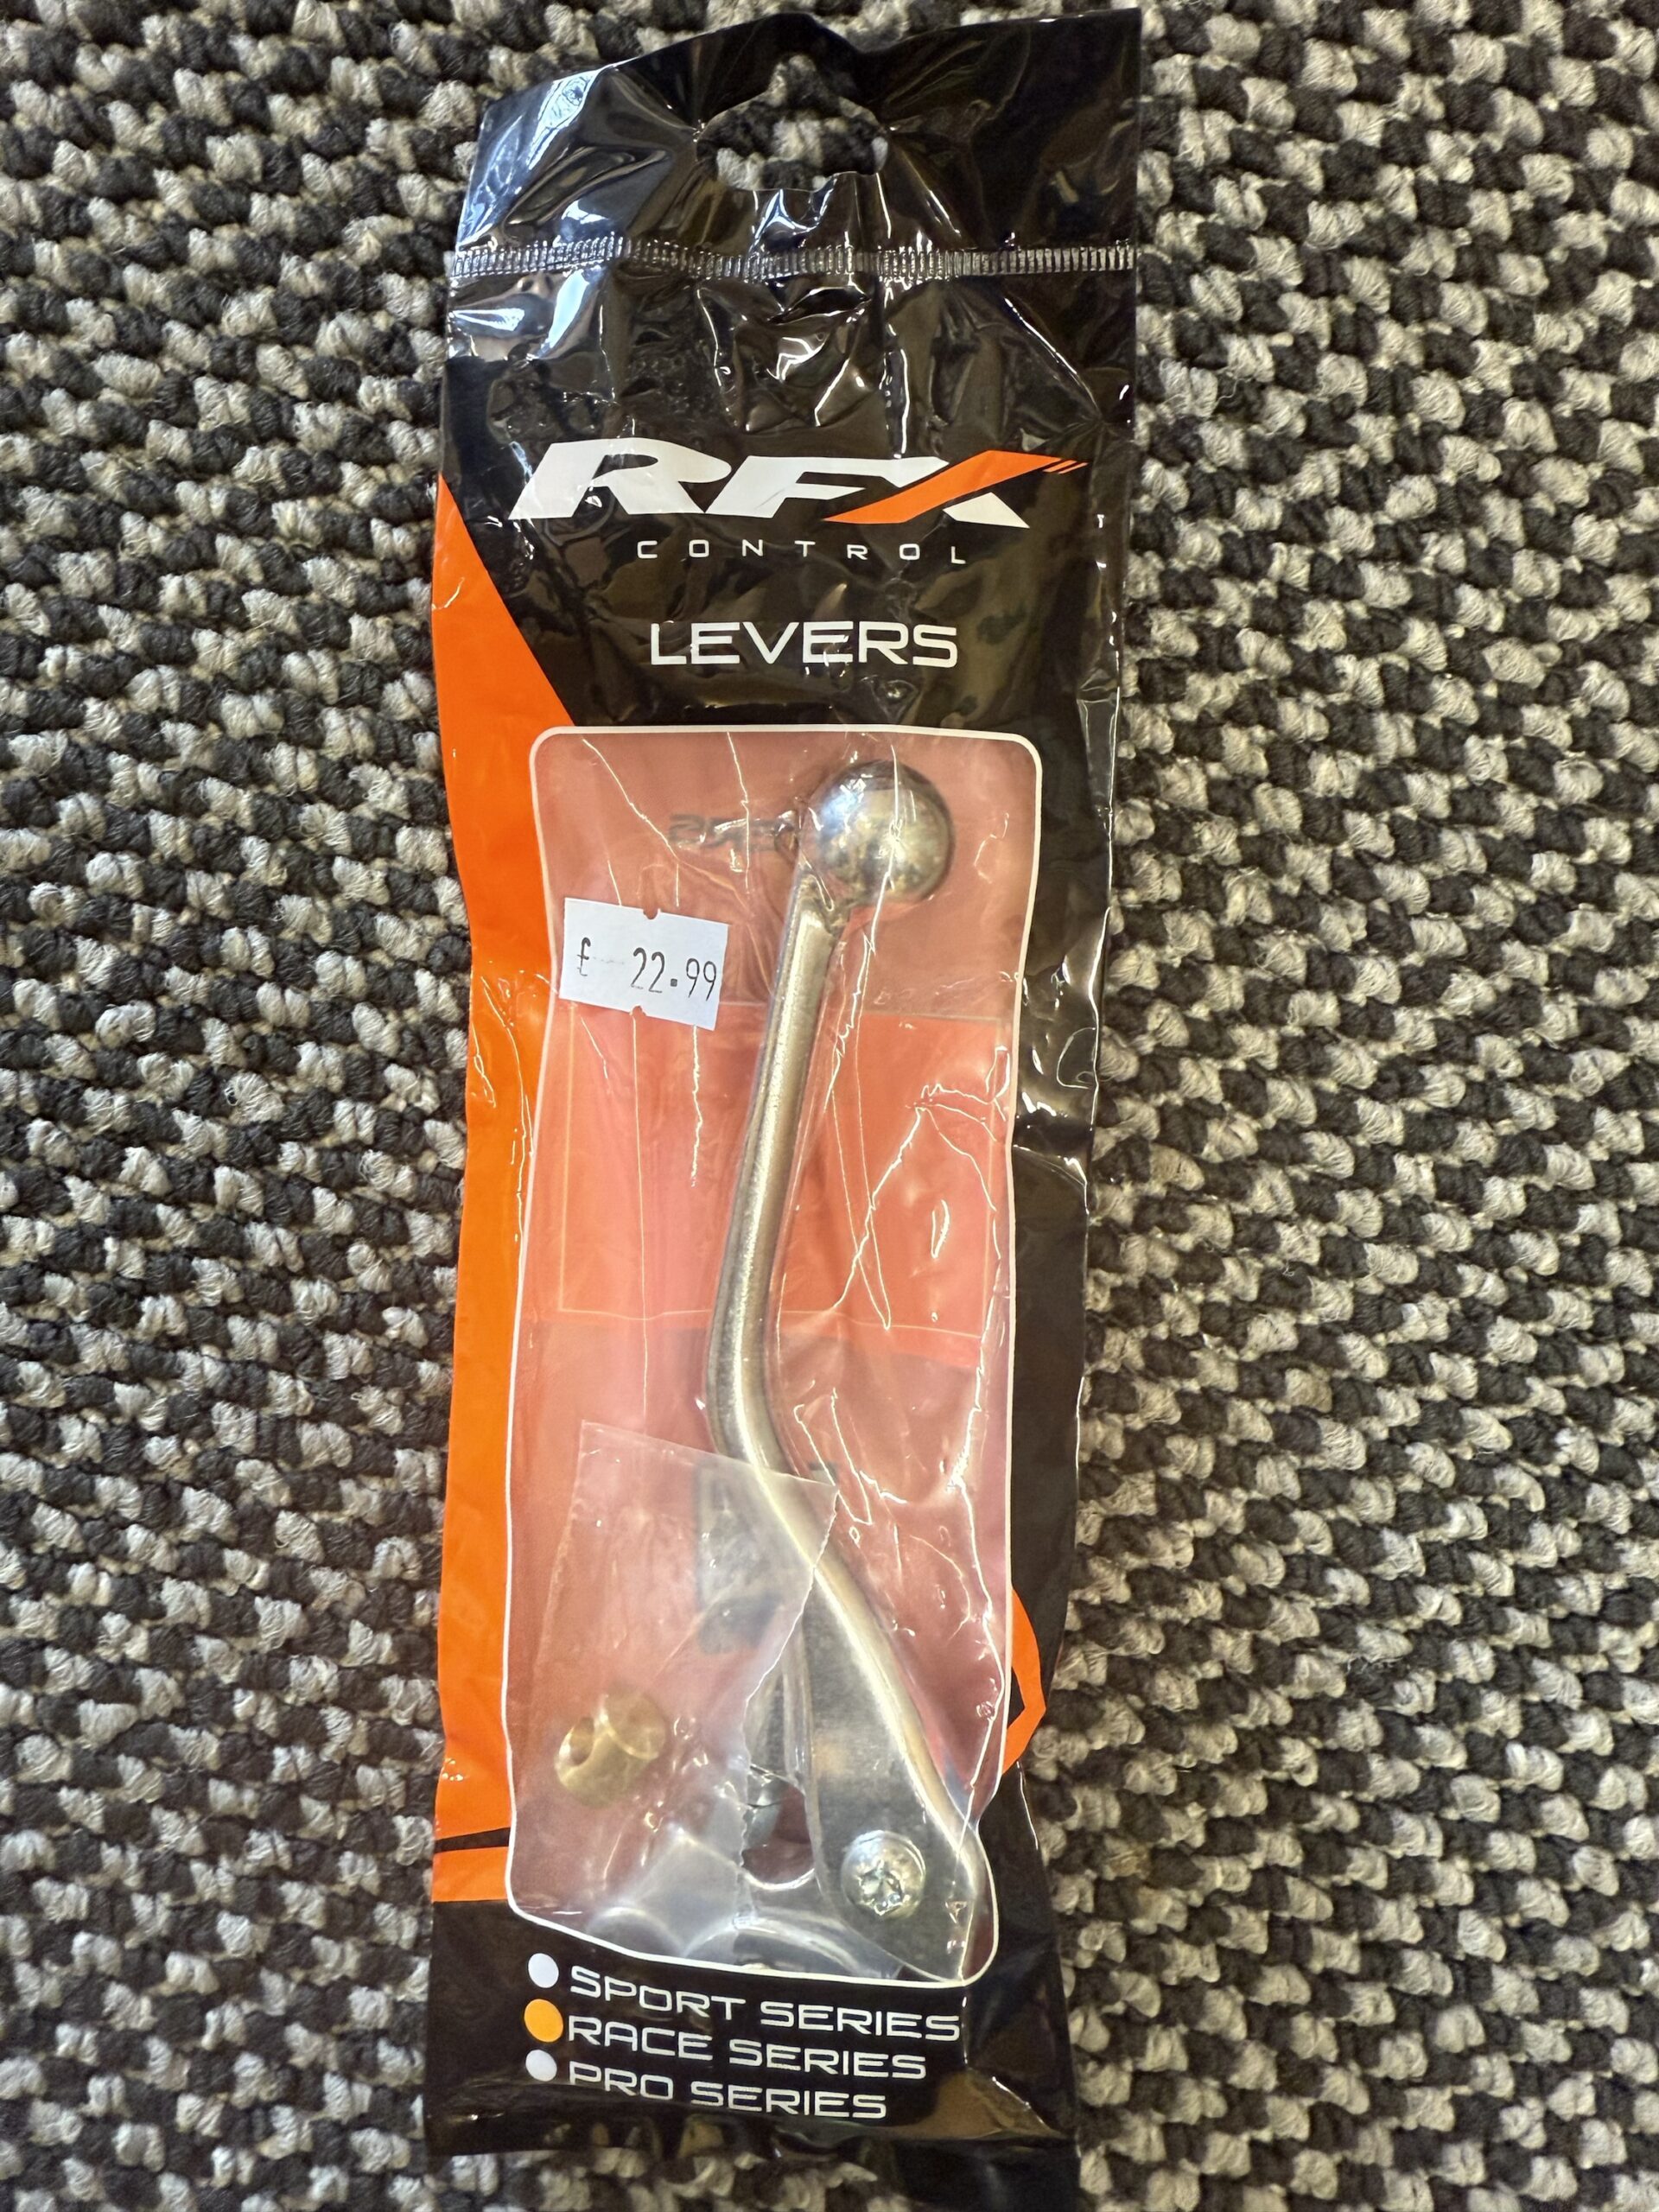 RFX
CONTROL
LEVERS
£ 22.99
SPORT SERIES
RACE SERIES
PRO SERIES